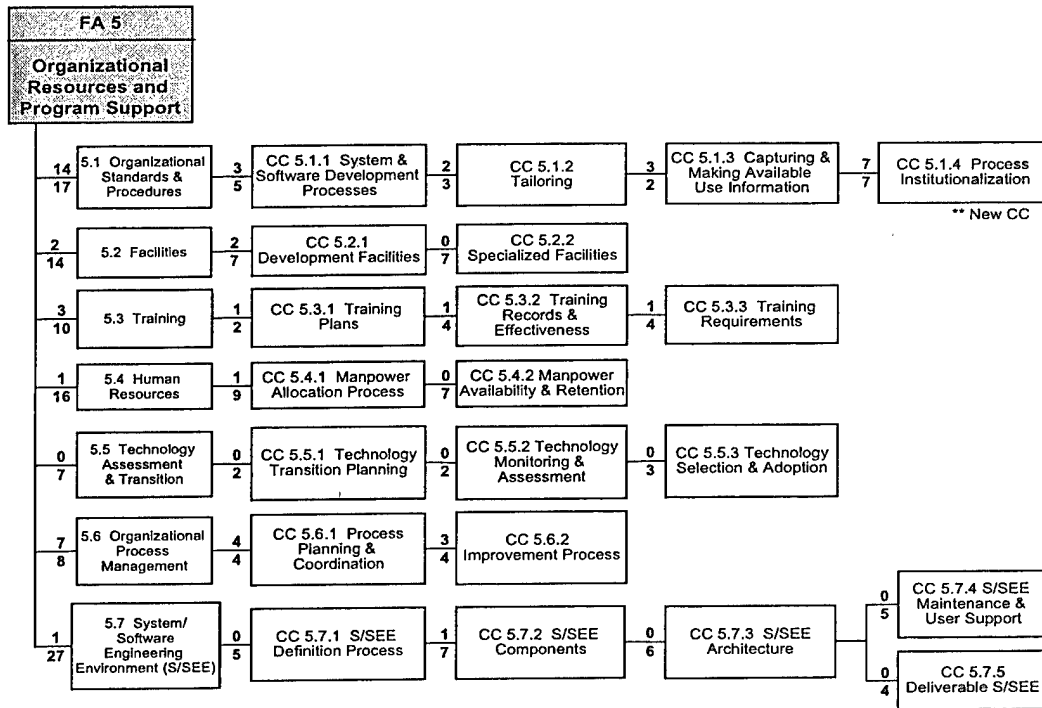 FA 5
Organizational
Resources and
Program Support
14
17
5.1 Organizational
Standards &
Procedures
3
5
CC 5.1.1 System &
Software Development
Processes
2
3
CC 5.1.2
Tailoring
3
2
CC 5.1.3 Capturing &
Making Available
Use Information
7
7
CC 5.1.4 Process
Institutionalization
** New CC
2
14
5.2 Facilities
2
7
CC 5.2.1
Development Facilities
0
7
CC 5.2.2
Specialized Facilities
3
10
5.3 Training
1
2
CC 5.3.1 Training
Plans
1
4
CC 5.3.2 Training
Records &
Effectiveness
1
4
CC 5.3.3 Training
Requirements
1
16
5.4 Human
Resources
1
9
CC 5.4.1 Manpower
Allocation Process
0
7
CC 5.4.2 Manpower
Availability & Retention
0
7
5.5 Technology
Assessment
& Transition
0
2
CC 5.5.1 Technology
Transition Planning
0
2
CC 5.5.2 Technology
Monitoring &
Assessment
0
3
CC 5.5.3 Technology
Selection & Adoption
7
8
5.6 Organizational
Process
Management
4
4
CC 5.6.1 Process
Planning &
Coordination
3
4
CC 5.6.2
Improvement Process
1
27
5.7 System/
Software
Engineering
Environment (S/SEE)
0
5
CC 5.7.1 S/SEE
Definition Process
1
7
CC 5.7.2 S/SEE
Components
0
6
CC 5.7.3 S/SEE
Architecture
0
5
CC 5.7.4 S/SEE
Maintenance &
User Support
0
4
CC 5.7.5
Deliverable S/SEE